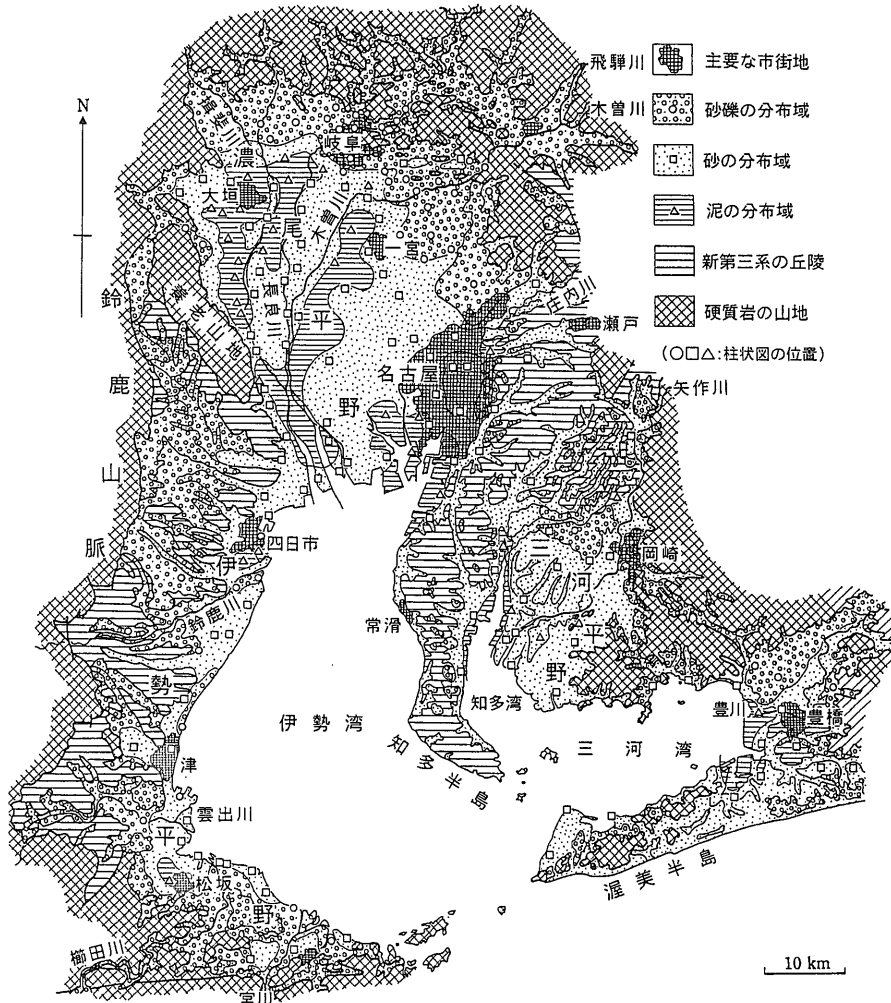 N
飛騨川
木曽川
主要な市街地
砂礫の分布域
砂の分布域
泥の分布域
新第三系の丘陵
硬質岩の山地
(○□△:柱状図の位置)
揖斐川
岐阜
農
大垣
尾
木曽川
一宮
長良川
養老山地
平
庄内川
瀬戸
鈴
鹿
山
脈
名古屋
野
矢作川
四日市
伊
鈴鹿川
三
河
平
野
岡崎
常滑
知多湾
勢
伊勢湾
知多半島
三河湾
豊川
豊橋
津
雲出川
平
松坂
野
渥美半島
櫛田川
宮川
10 km